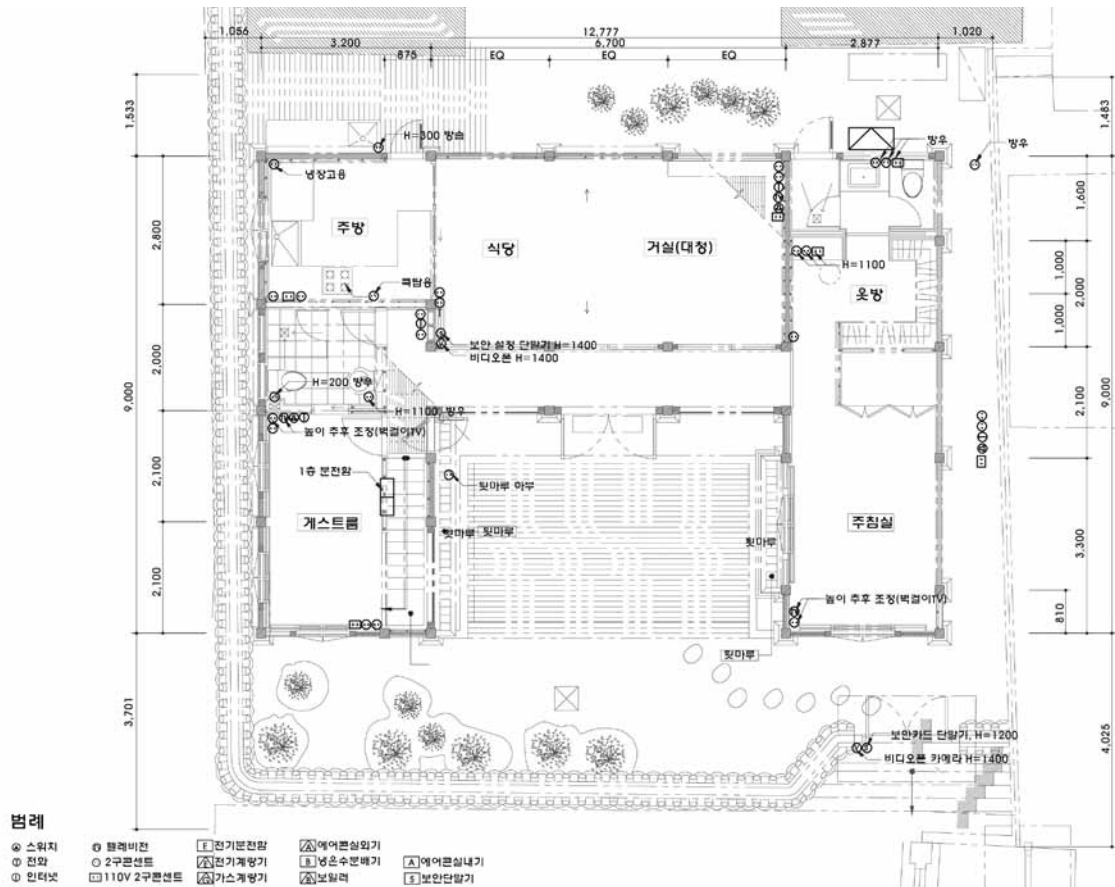 12,777
1,056
3,200
6,700
2,877
1,020
675
EQ
EQ
EQ
1,533
1,483
H=300 방습
방우
방우
냉장고용
주방
식당
거실(대청)
H=1100
옷방
쿡탑용
보안 설정 단말기 H=1400
비디오폰 H=1400
H=200 방우
H=1100, 방우
높이 추후 조정(벽걸이TV)
1층 분전함
툇마루 하부
게스트룸
툇마루
툇마루
툇마루
주침실
높이 추후 조정(벽걸이TV)
툇마루
보안카드 단말기, H=1200
비디오폰 카메라 H=1400
2,800
2,000
9,000
2,100
2,100
3,701
1,600
1,000
2,000
1,000
9,000
2,100
3,300
810
4,025
범례
스위치
텔레비전
E 전기분전함
에어콘실외기
전화
2구콘센트
전기계량기
B 냉온수분배기
A 에어콘실내기
인터넷
110V 2구콘센트
가스계량기
보일러
S 보안단말기